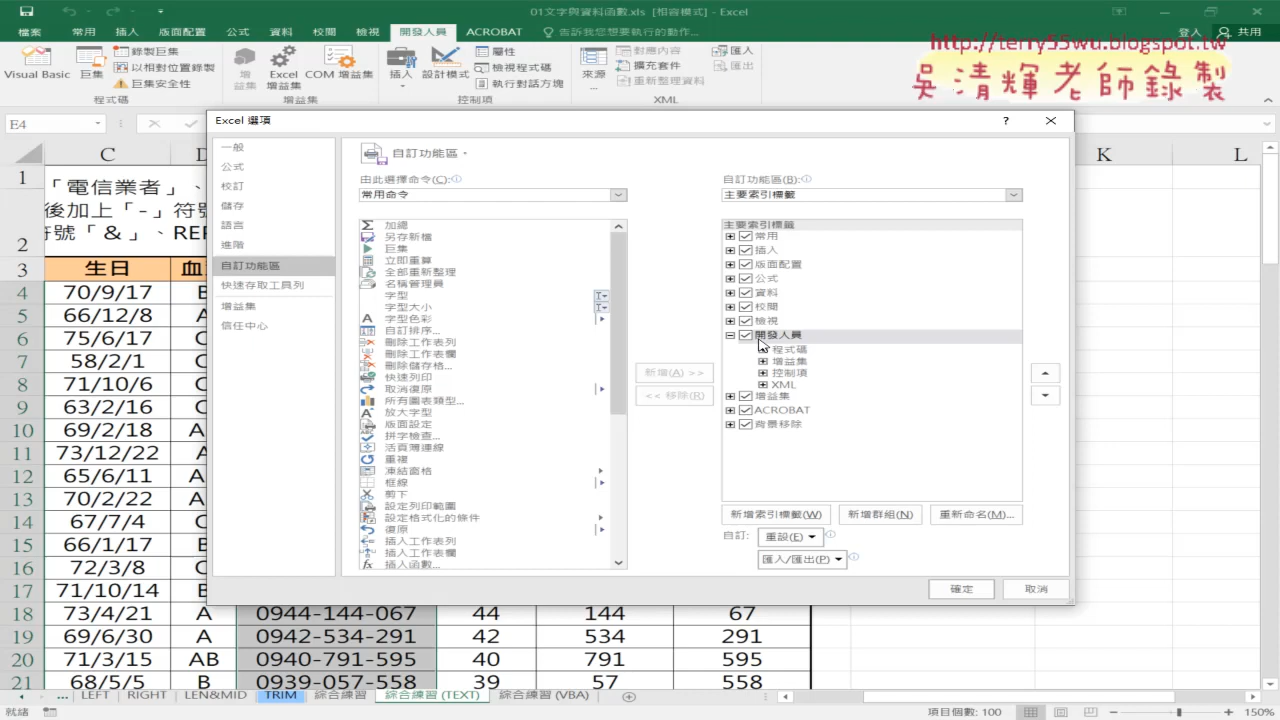 01文字與資料函數.xls [相容模式] - Excel
檔案 常用 插入 版面配置 公式 資料 校閱 檢視 開發人員 ACROBAT 告訴我您想要執行的動作... 登入 共用
http://terry55wu.blogspot.tw
吳清輝老師錄製
Visual Basic 巨集 錄製巨集 以相對位置錄製 巨集安全性 程式碼
增益集 Excel 增益集 COM 增益集 增益集
插入 設計模式 屬性 檢視程式碼 執行對話方塊 控制項
來源... 對應內容 擴充套件 重新整理資料 匯入 匯出 XML
E4
C D K L
1 「電信業者」、
後加上「-」符號
2 符號「&」、REP
3 生日 血
4 70/9/17
5 66/12/8
6 75/6/17
7 58/2/1
8 71/10/6
9 63/2/16
10 69/2/18
11 73/12/22
12 65/6/11
13 70/2/22
14 67/7/4
15 66/1/17
16 72/3/8
17 71/10/14
18 73/4/21 A 0944-144-067 44 144 67
19 69/6/30 A 0942-534-291 42 534 291
20 71/3/15 AB 0940-791-595 40 791 595
21 68/5/5 B 0939-057-558 39 57 558
Excel 選項 ?
一般
公式
校訂
儲存
語言
進階
自訂功能區
快速存取工具列
增益集
信任中心
自訂功能區
由此選擇命令(C):
常用命令
加總
另存新檔
巨集
立即重算
全部重新整理
名稱管理員
字型
字型大小
字型色彩
自訂排序...
刪除工作表列
刪除工作表欄
刪除儲存格...
快速列印
取消復原
所有圖表類型...
放大字型
版面設定
拼字檢查...
活頁簿連線
重複
凍結窗格
框線
剪下
設定列印範圍
設定格式化的條件
復原
插入工作表列
插入工作表欄
插入函數...
新增(A) >>
<< 移除(R)
自訂功能區(B):
主要索引標籤
主要索引標籤
常用
插入
版面配置
公式
資料
校閱
檢視
開發人員
程式碼
增益集
控制項
XML
增益集
ACROBAT
背景移除
新增索引標籤(W) 新增群組(N) 重新命名(M)...
自訂: 重設(E)
匯入/匯出(P)
確定 取消
... LEFT RIGHT LEN&MID TRIM 綜合練習 綜合練習 (TEXT) 綜合練習 (VBA)
就緒 項目個數: 100 150%